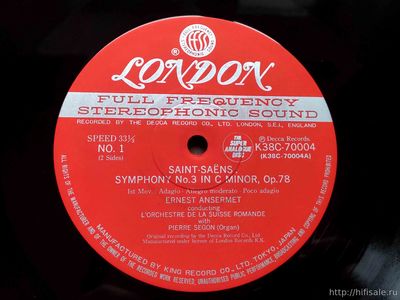 ffss
® LONDON
FULL FREQUENCY
STEREOPHONIC SOUND
RECORDED BY THE DECCA RECORD CO., LTD. LONDON, S.E.I., ENGLAND
SPEED 33⅓
NO. 1
(2 Sides)
THE SUPER ANALOGUE DISC
Ⓟ Decca Records
K38C-70004
(K38C-70004A)
SAINT-SAËNS:
SYMPHONY No.3 IN C MINOR, Op.78
1st Mov. Adagio - Allegro moderato - Poco adagio
ERNEST ANSERMET
conducting
L'ORCHESTRE DE LA SUISSE ROMANDE
with
PIERRE SEGON (Organ)
Original recording by the Decca Record Co., Ltd.
Manufactured under licence of London Records K.K.
MANUFACTURED BY KING RECORD CO., LTD. TOKYO, JAPAN
ALL RIGHTS OF THE MANUFACTURER AND OF THE OWNER OF THE RECORDED WORK RESERVED. UNAUTHORISED PUBLIC PERFORMANCE, BROADCASTING AND COPYING OF THIS RECORD PROHIBITED
http://hifisale.ru